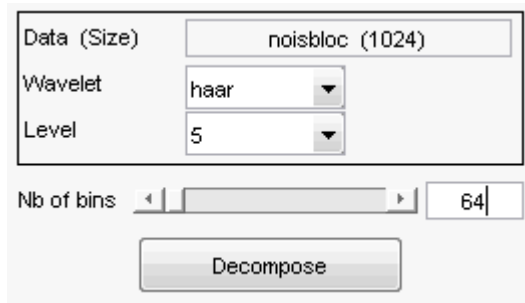 Data (Size) noisbloc (1024)
Wavelet haar
Level 5
Nb of bins 64
Decompose